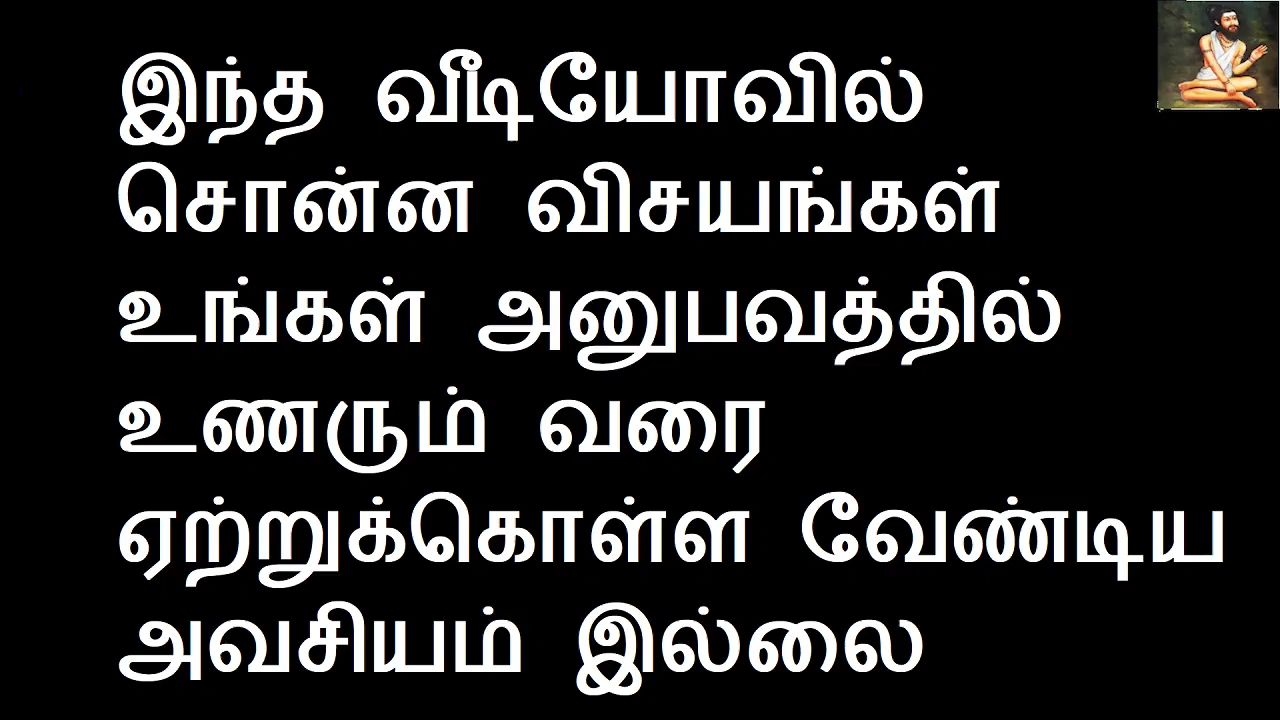 இந்த வீடியோவில்
சொன்ன விசயங்கள்
உங்கள் அனுபவத்தில்
உணரும் வரை
ஏற்றுக்கொள்ள வேண்டிய
அவசியம் இல்லை